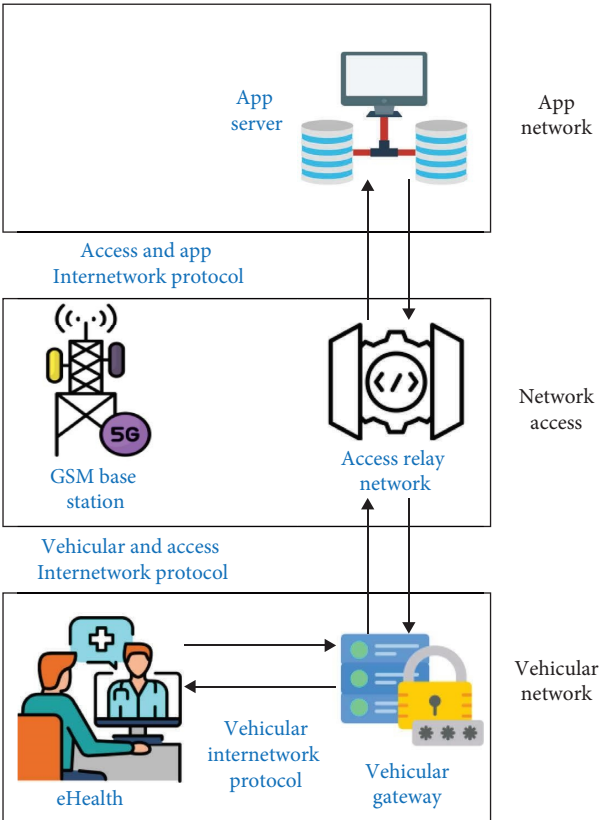 App
server
App
network
Access and app
Internetwork protocol
5G
</>
GSM base
station
Access relay
network
Network
access
Vehicular and access
Internetwork protocol
Vehicular
internetwork
protocol
eHealth
***
Vehicular
gateway
Vehicular
network